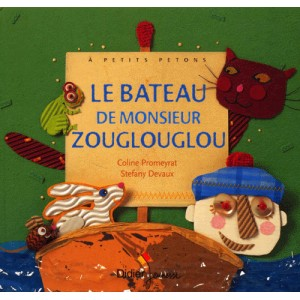 À PETITS PETONS
LE BATEAU
DE MONSIEUR
ZOUGLOUGLOU
Coline Promeyrat
Stefany Devaux
Didier Jeunesse